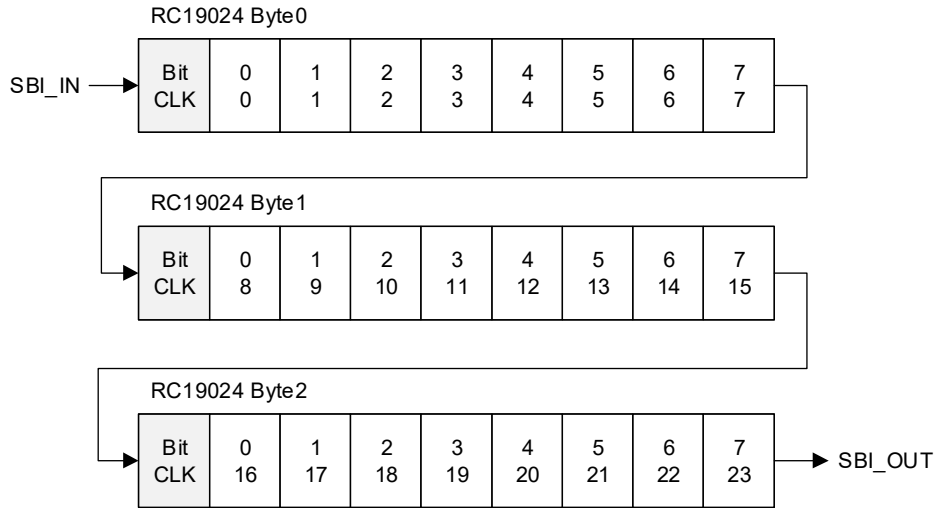 RC19024 Byte0
SBI_IN
Bit 0 1 2 3 4 5 6 7
CLK 0 1 2 3 4 5 6 7
RC19024 Byte1
Bit 0 1 2 3 4 5 6 7
CLK 8 9 10 11 12 13 14 15
RC19024 Byte2
Bit 0 1 2 3 4 5 6 7
CLK 16 17 18 19 20 21 22 23
SBI_OUT